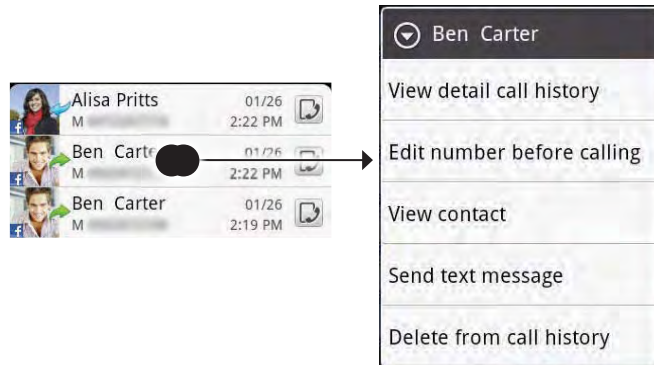 Alisa Pritts 01/26
M 2:22 PM
Ben Carte 01/26
M 2:22 PM
Ben Carter 01/26
M 2:19 PM
Ben Carter
View detail call history
Edit number before calling
View contact
Send text message
Delete from call history